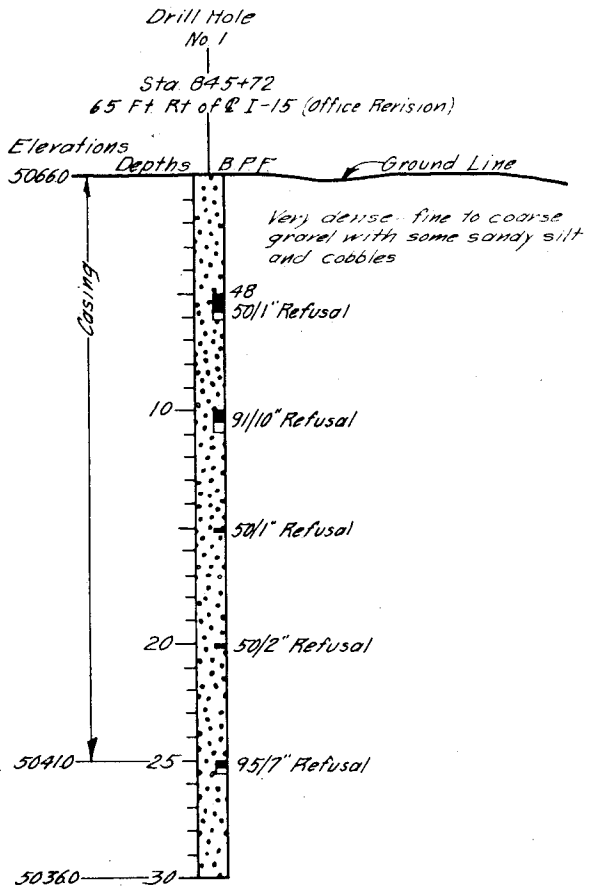 Drill Hole
No. 1
Sta. 845+72
65 Ft. Rt of ℄ I-15 (Office Rerision)
Elevations
Depths B.P.F. Ground Line
5066.0
Very dense fine to coarse
gravel with some sandy silt
and cobbles
Casing
48
50/1" Refusal
10 91/10" Refusal
50/1" Refusal
20 50/2" Refusal
5041.0 25 95/7" Refusal
5036.0 30